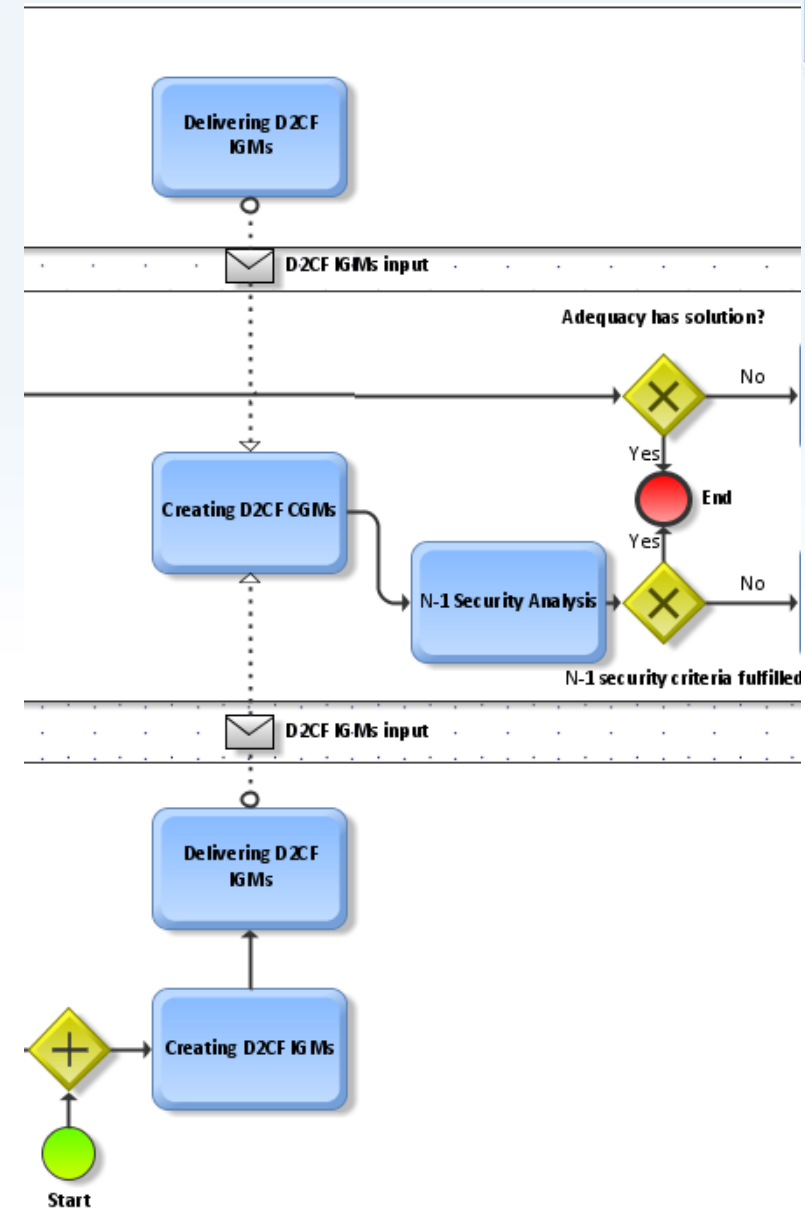 Delivering D2CF
IGMs
D2CF IGMs input
Adequacy has solution?
No
Yes
Creating D2CF CGMs
End
Yes
N-1 Security Analysis
No
N-1 security criteria fulfilled
D2CF IGMs input
Delivering D2CF
IGMs
Creating D2CF IGMs
Start